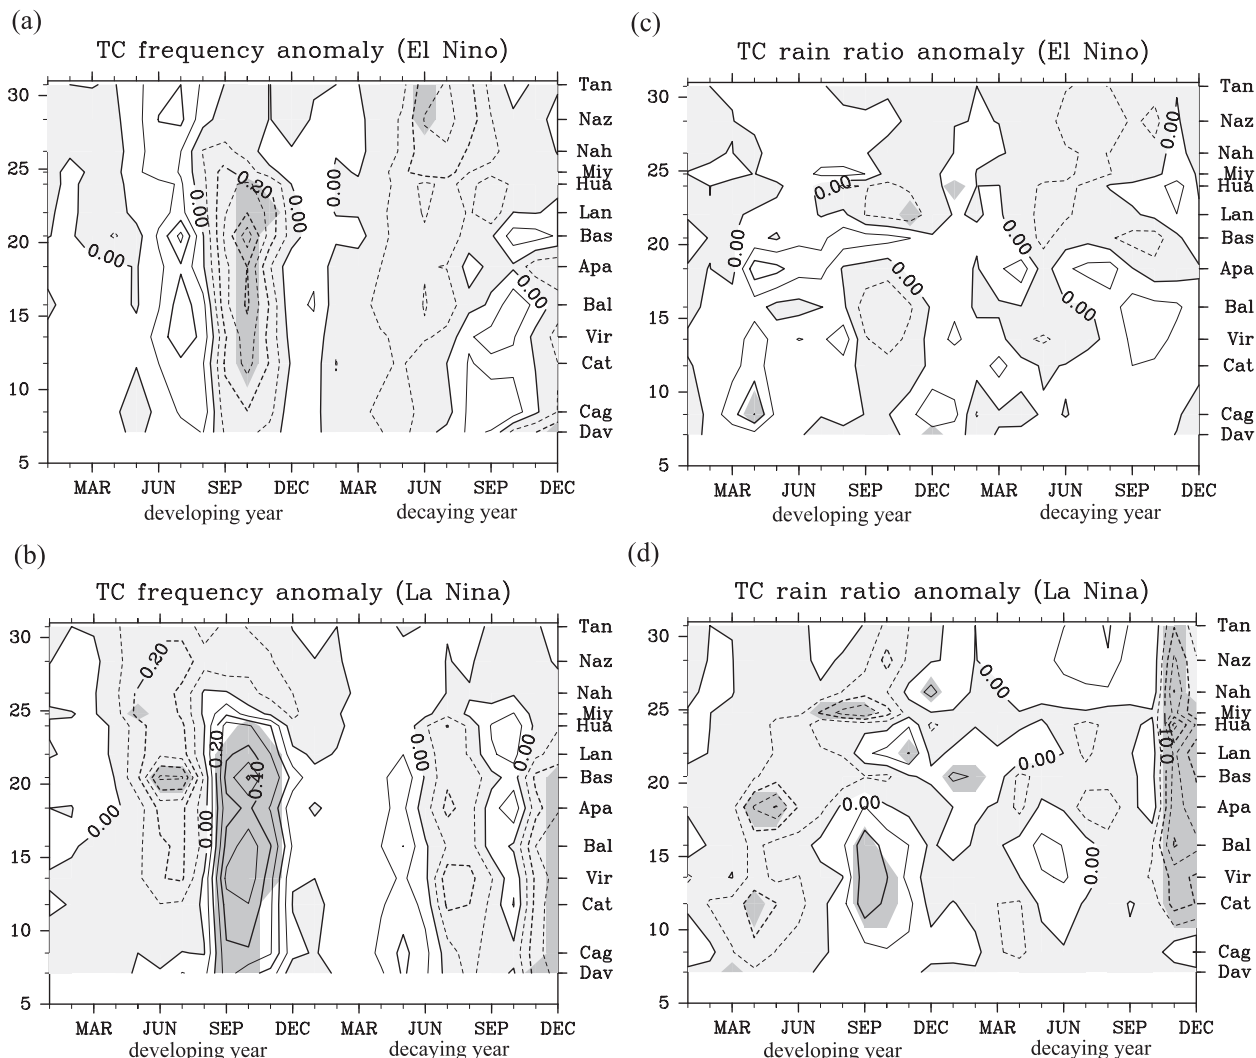 (a)
TC frequency anomaly (El Nino)
30
25
20
15
10
5
Tan
Naz
Nah
Miy
Hua
Lan
Bas
Apa
Bal
Vir
Cat
Cag
Dav
0.00
0.00
0.20
0.00
0.00
0.00
MAR JUN SEP DEC MAR JUN SEP DEC
developing year decaying year
(c)
TC rain ratio anomaly (El Nino)
30
25
20
15
10
5
Tan
Naz
Nah
Miy
Hua
Lan
Bas
Apa
Bal
Vir
Cat
Cag
Dav
0.00
0.00
0.00
0.00
0.00
0.00
MAR JUN SEP DEC MAR JUN SEP DEC
developing year decaying year
(b)
TC frequency anomaly (La Nina)
30
25
20
15
10
5
Tan
Naz
Nah
Miy
Hua
Lan
Bas
Apa
Bal
Vir
Cat
Cag
Dav
-0.20
0.20
0.40
0.00
0.00
0.00
0.00
MAR JUN SEP DEC MAR JUN SEP DEC
developing year decaying year
(d)
TC rain ratio anomaly (La Nina)
30
25
20
15
10
5
Tan
Naz
Nah
Miy
Hua
Lan
Bas
Apa
Bal
Vir
Cat
Cag
Dav
0.00
0.00
0.00
0.00
0.10
MAR JUN SEP DEC MAR JUN SEP DEC
developing year decaying year